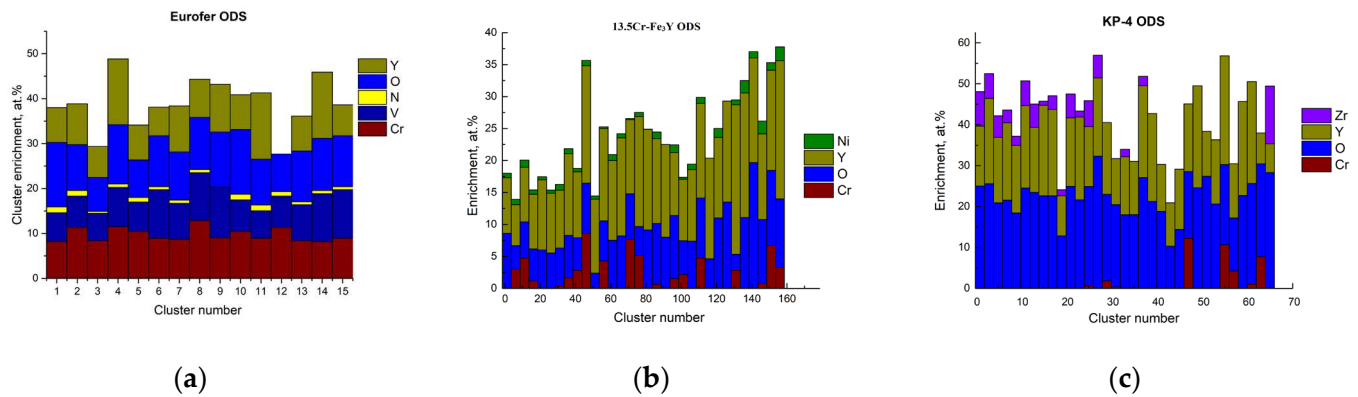 Eurofer ODS
Cluster enrichment, at.%
50
40
30
20
10
0
Y
O
N
V
Cr
1 2 3 4 5 6 7 8 9 10 11 12 13 14 15
Cluster number
(a)
13.5Cr-Fe₃Y ODS
Enrichment, at.%
40
35
30
25
20
15
10
5
0
Ni
Y
O
Cr
0 20 40 60 80 100 120 140 160
Cluster number
(b)
KP-4 ODS
Enrichment, at.%
60
50
40
30
20
10
0
Zr
Y
O
Cr
0 10 20 30 40 50 60 70
Cluster number
(c)